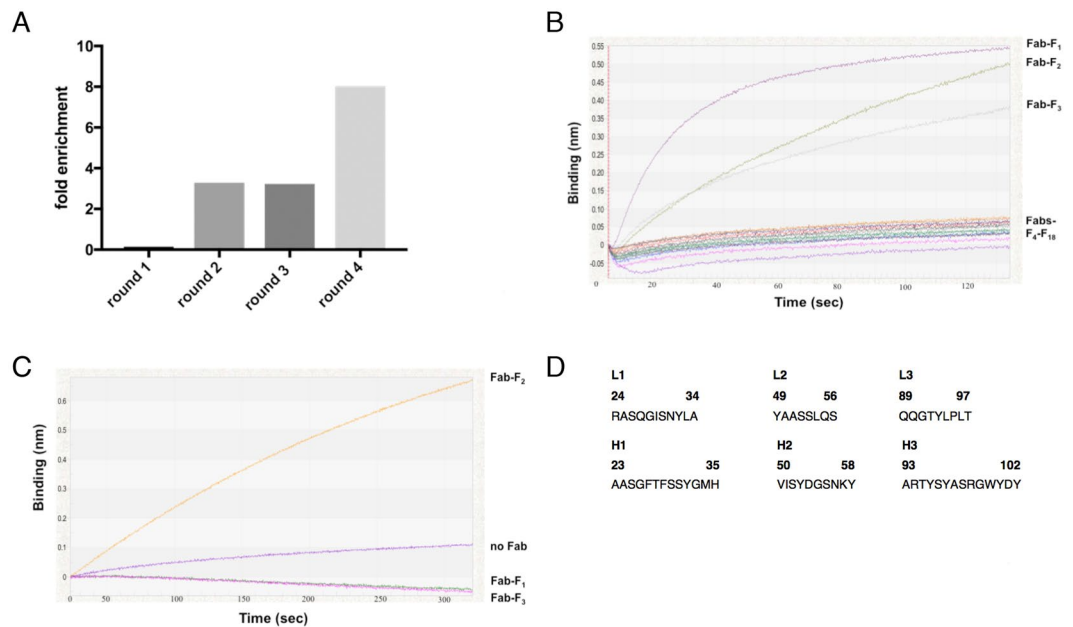 A
fold enrichment
10
8
6
4
2
0
round 1
round 2
round 3
round 4
B
Binding (nm)
0.55
0.50
0.45
0.40
0.35
0.30
0.25
0.20
0.15
0.10
0.05
0
-0.05
0
20
40
60
80
100
120
Time (sec)
Fab-F1
Fab-F2
Fab-F3
Fabs-
F4-F18
C
Binding (nm)
0.6
0.5
0.4
0.3
0.2
0.1
0
0
50
100
150
200
250
300
Time (sec)
Fab-F2
no Fab
Fab-F1
Fab-F3
D
L1 L2 L3
24 34 49 56 89 97
RASQGISNYLA YAASSLQS QQGTYLPLT
H1 H2 H3
23 35 50 58 93 102
AASGFTFSSYGMH VISYDGSNKY ARTYSYASRGWYDY